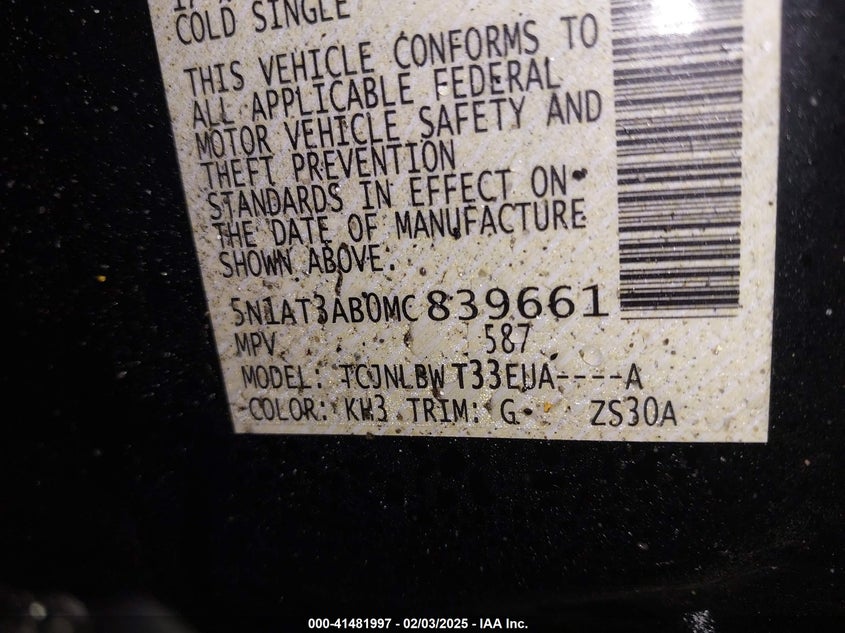 COLD SINGLE
THIS VEHICLE CONFORMS TO
ALL APPLICABLE FEDERAL
MOTOR VEHICLE SAFETY AND
THEFT PREVENTION
STANDARDS IN EFFECT ON
THE DATE OF MANUFACTURE
SHOWN ABOVE.
5N1AT3AB0MC839661
MPV 587
MODEL: TCJNLBW T33EUA----A
COLOR: KH3 TRIM: G ZS30A
000-41481997 - 02/03/2025 - IAA Inc.